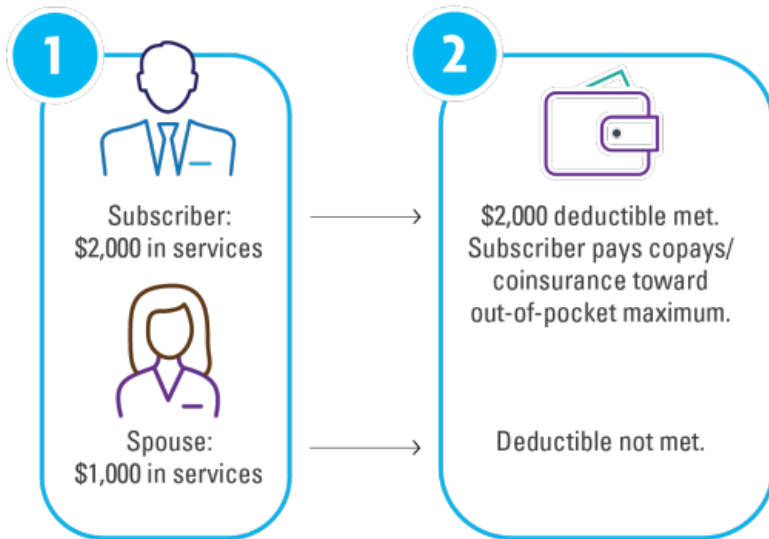 1
2
Subscriber:
$2,000 in services
$2,000 deductible met.
Subscriber pays copays/
coinsurance toward
out-of-pocket maximum.
Spouse:
$1,000 in services
Deductible not met.